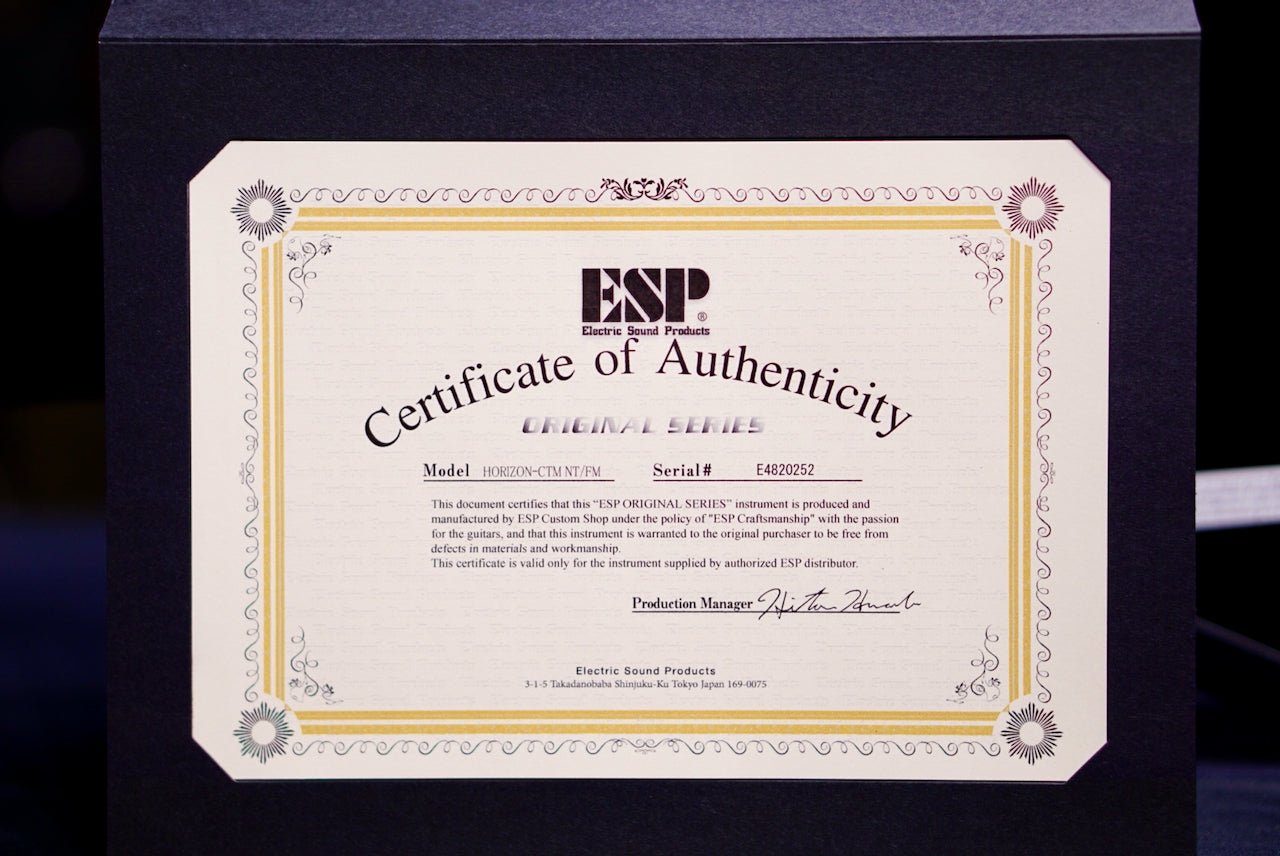 ESP®
Electric Sound Products
Certificate of Authenticity
ORIGINAL SERIES
Model HORIZON-CTM NT/FM Serial# E4820252
This document certifies that this “ESP ORIGINAL SERIES” instrument is produced and
manufactured by ESP Custom Shop under the policy of "ESP Craftsmanship" with the passion
for the guitars, and that this instrument is warranted to the original purchaser to be free from
defects in materials and workmanship.
This certificate is valid only for the instrument supplied by authorized ESP distributor.
Production Manager
Electric Sound Products
3-1-5 Takadanobaba Shinjuku-Ku Tokyo Japan 169-0075